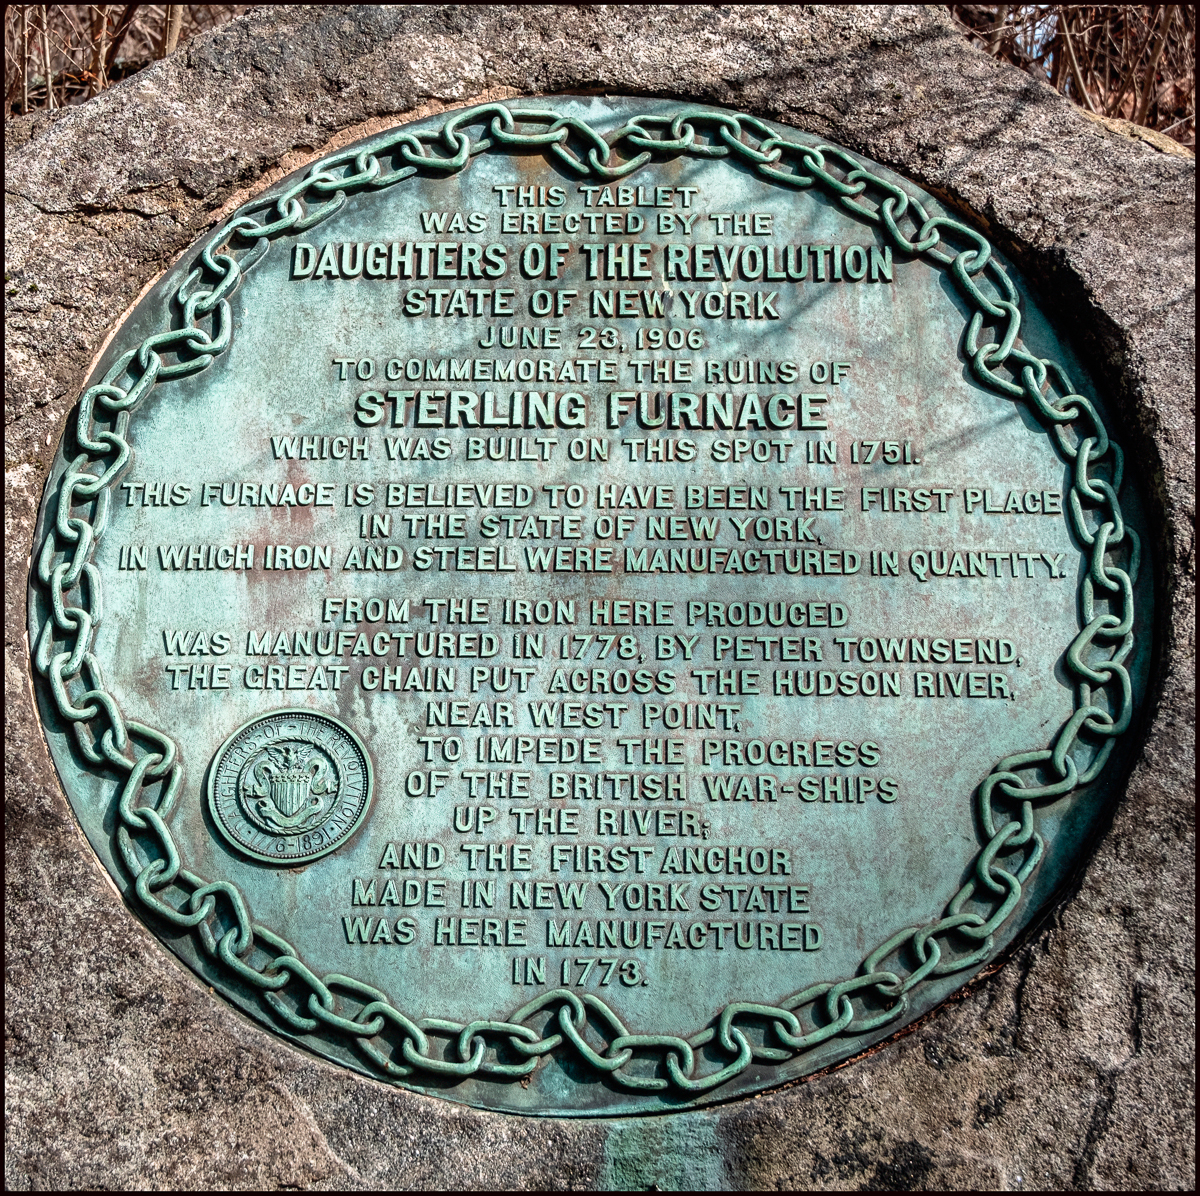 THIS TABLET
WAS ERECTED BY THE
DAUGHTERS OF THE REVOLUTION
STATE OF NEW YORK
JUNE 23, 1906
TO COMMEMORATE THE RUINS OF
STERLING FURNACE
WHICH WAS BUILT ON THIS SPOT IN 1751.
THIS FURNACE IS BELIEVED TO HAVE BEEN THE FIRST PLACE
IN THE STATE OF NEW YORK,
IN WHICH IRON AND STEEL WERE MANUFACTURED IN QUANTITY.
FROM THE IRON HERE PRODUCED
WAS MANUFACTURED IN 1778, BY PETER TOWNSEND,
THE GREAT CHAIN PUT ACROSS THE HUDSON RIVER,
NEAR WEST POINT,
TO IMPEDE THE PROGRESS
OF THE BRITISH WAR-SHIPS
UP THE RIVER;
AND THE FIRST ANCHOR
MADE IN NEW YORK STATE
WAS HERE MANUFACTURED
IN 1773.
DAUGHTERS OF THE REVOLUTION
76-1891